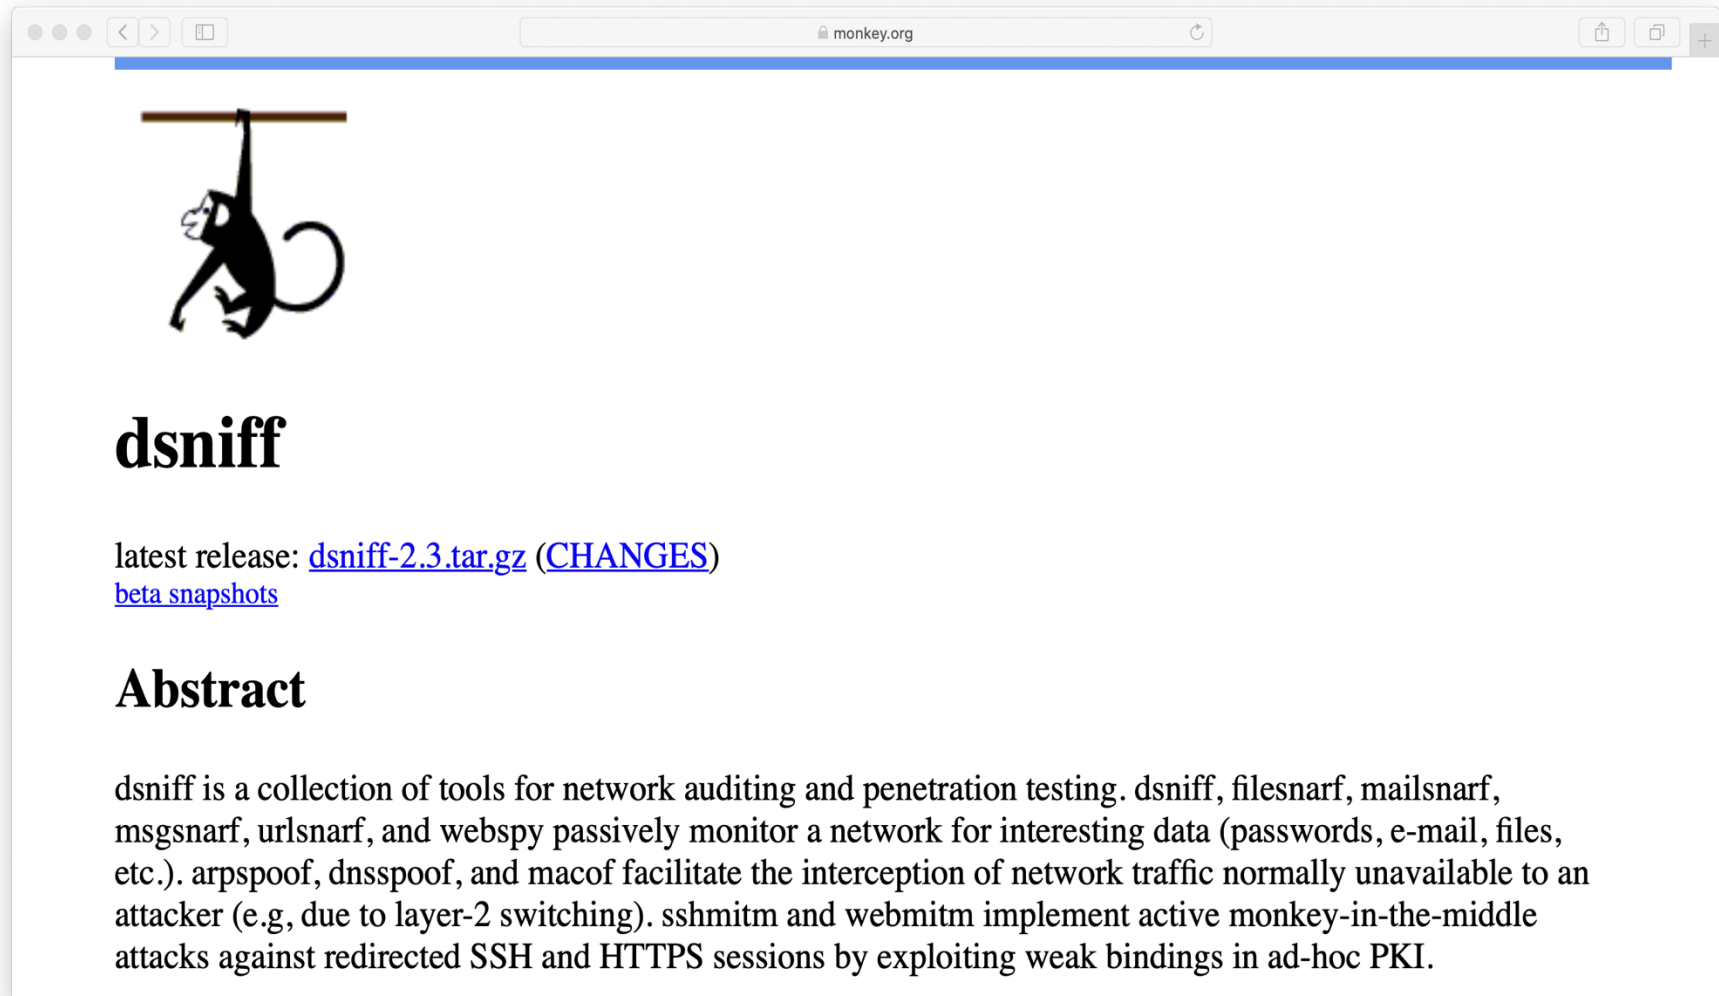 monkey.org
dsniff
latest release: dsniff-2.3.tar.gz (CHANGES)
beta snapshots
Abstract
dsniff is a collection of tools for network auditing and penetration testing. dsniff, filesnarf, mailsnarf,
msgsnarf, urlsnarf, and webspy passively monitor a network for interesting data (passwords, e-mail, files,
etc.). arpspoof, dnsspoof, and macof facilitate the interception of network traffic normally unavailable to an
attacker (e.g, due to layer-2 switching). sshmitm and webmitm implement active monkey-in-the-middle
attacks against redirected SSH and HTTPS sessions by exploiting weak bindings in ad-hoc PKI.